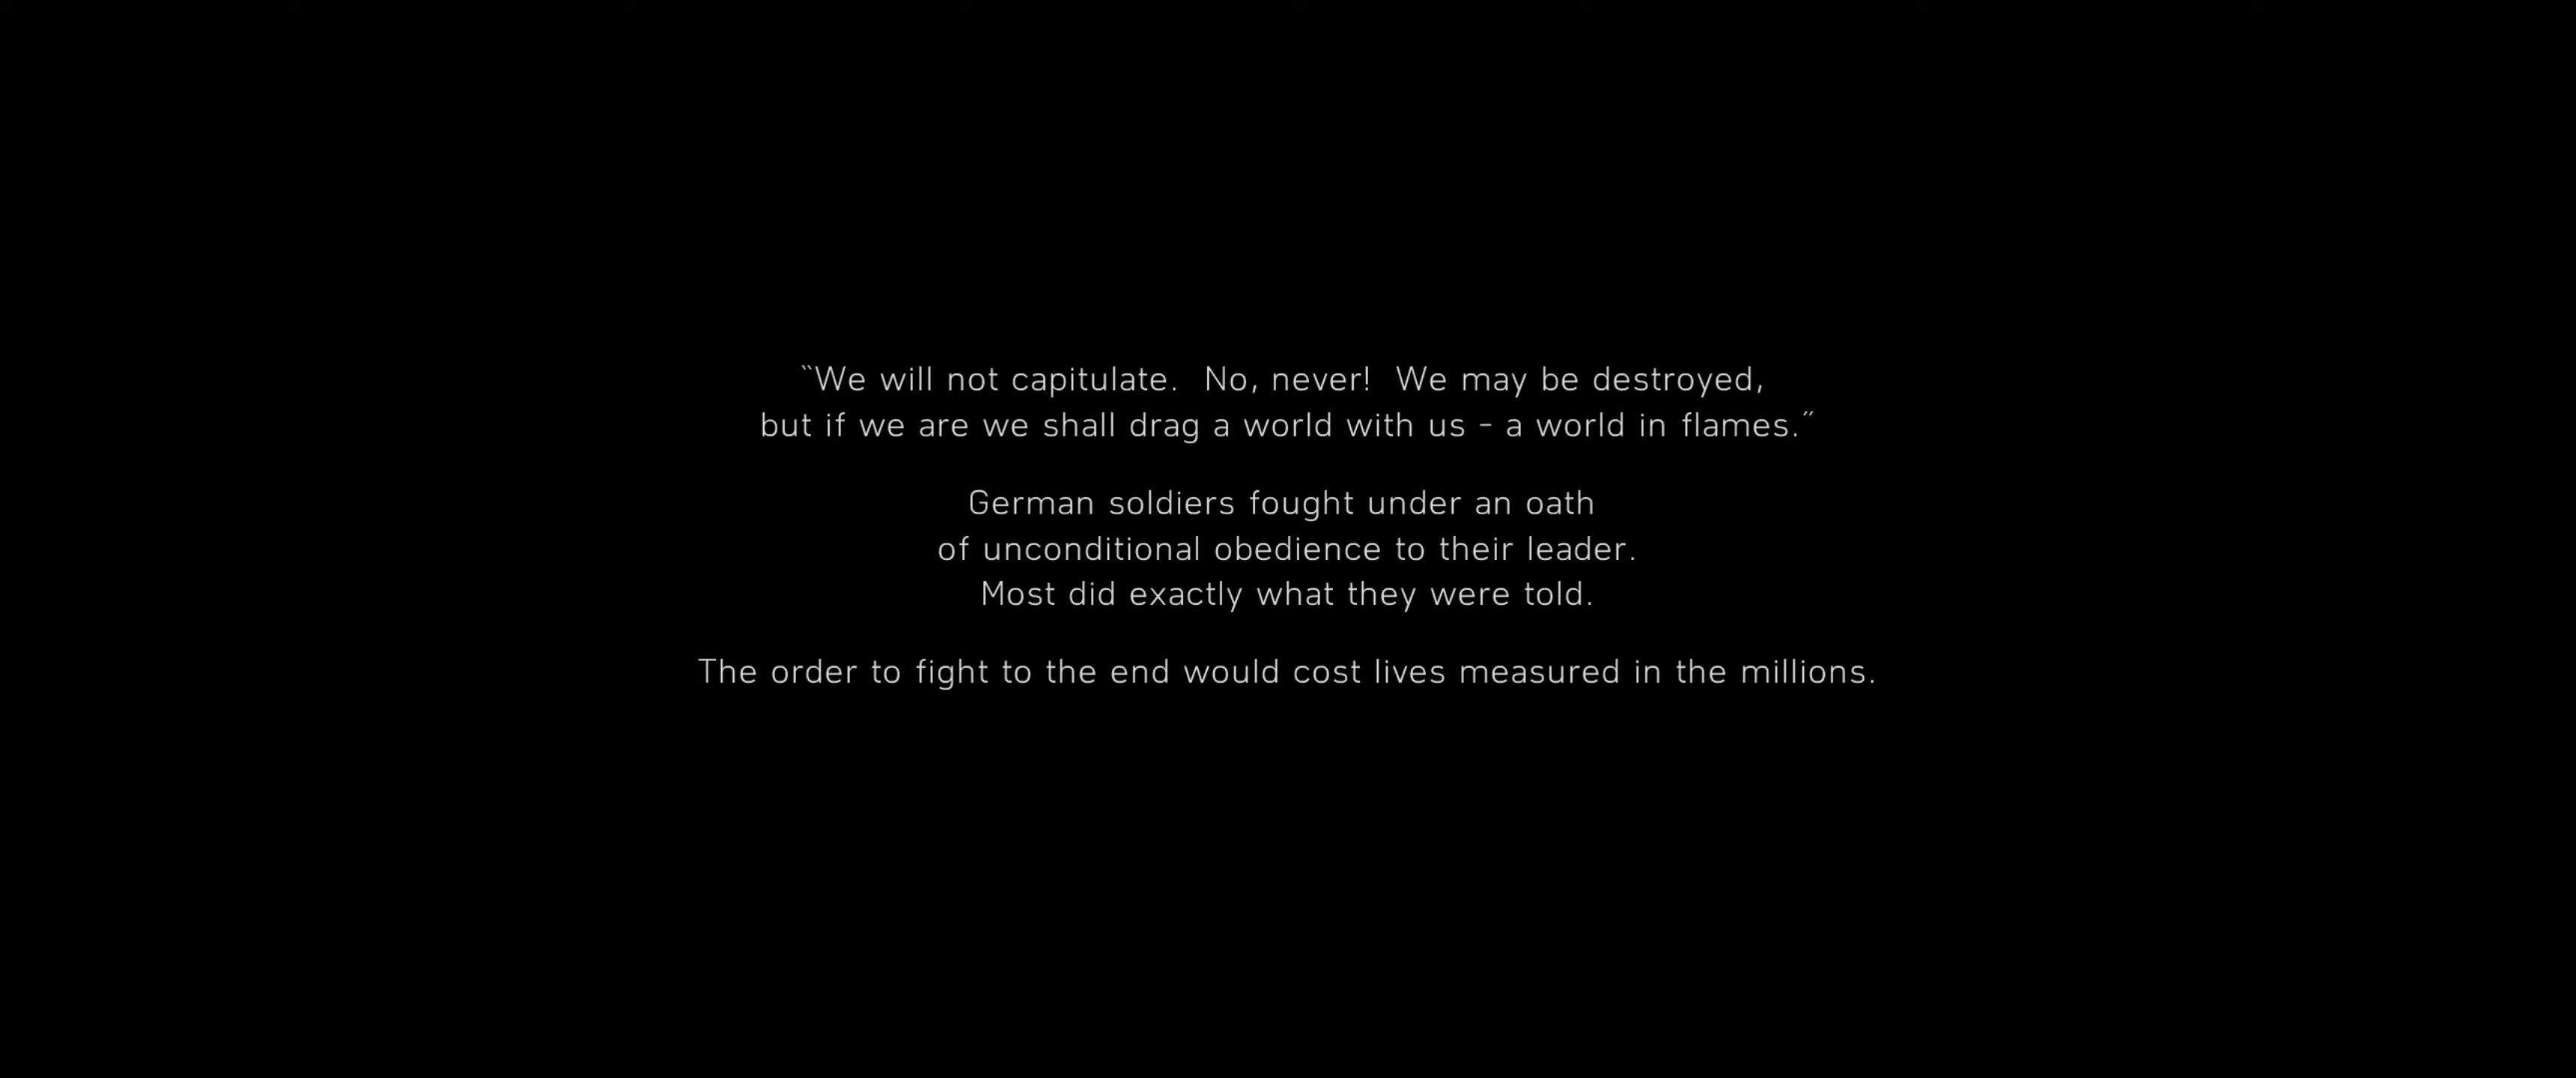 “We will not capitulate.  No, never!  We may be destroyed,
but if we are we shall drag a world with us - a world in flames.”
German soldiers fought under an oath
of unconditional obedience to their leader.
Most did exactly what they were told.
The order to fight to the end would cost lives measured in the millions.